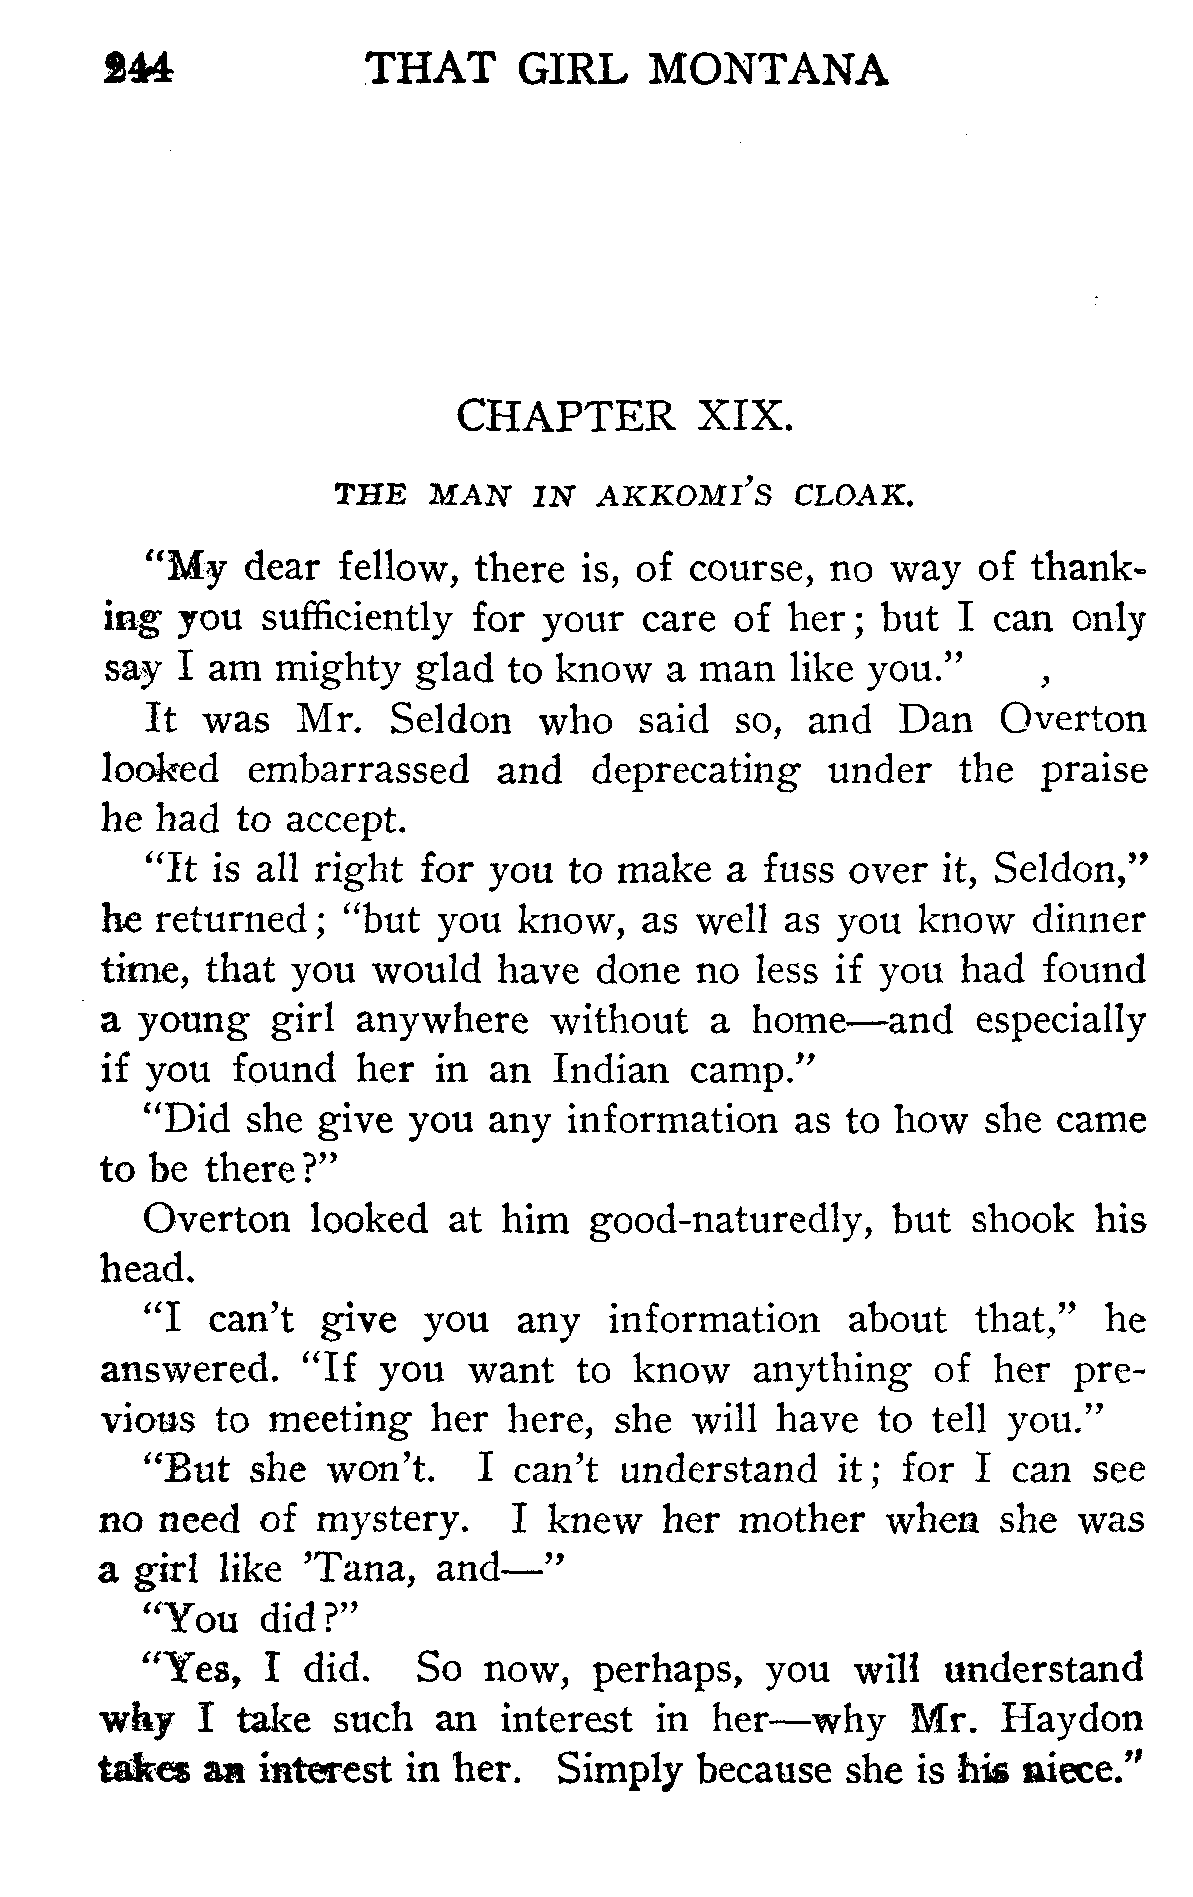 244 THAT GIRL MONTANA
CHAPTER XIX.
THE MAN IN AKKOMI'S CLOAK.
"My dear fellow, there is, of course, no way of thank-
ing you sufficiently for your care of her; but I can only
say I am mighty glad to know a man like you."
It was Mr. Seldon who said so, and Dan Overton
looked embarrassed and deprecating under the praise
he had to accept.
"It is all right for you to make a fuss over it, Seldon,"
he returned; "but you know, as well as you know dinner
time, that you would have done no less if you had found
a young girl anywhere without a home—and especially
if you found her in an Indian camp."
"Did she give you any information as to how she came
to be there?"
Overton looked at him good-naturedly, but shook his
head.
"I can't give you any information about that," he
answered. "If you want to know anything of her pre-
vious to meeting her here, she will have to tell you."
"But she won't. I can't understand it; for I can see
no need of mystery. I knew her mother when she was
a girl like 'Tana, and—"
"You did?"
"Yes, I did. So now, perhaps, you will understand
why I take such an interest in her—why Mr. Haydon
takes an interest in her. Simply because she is his niece."